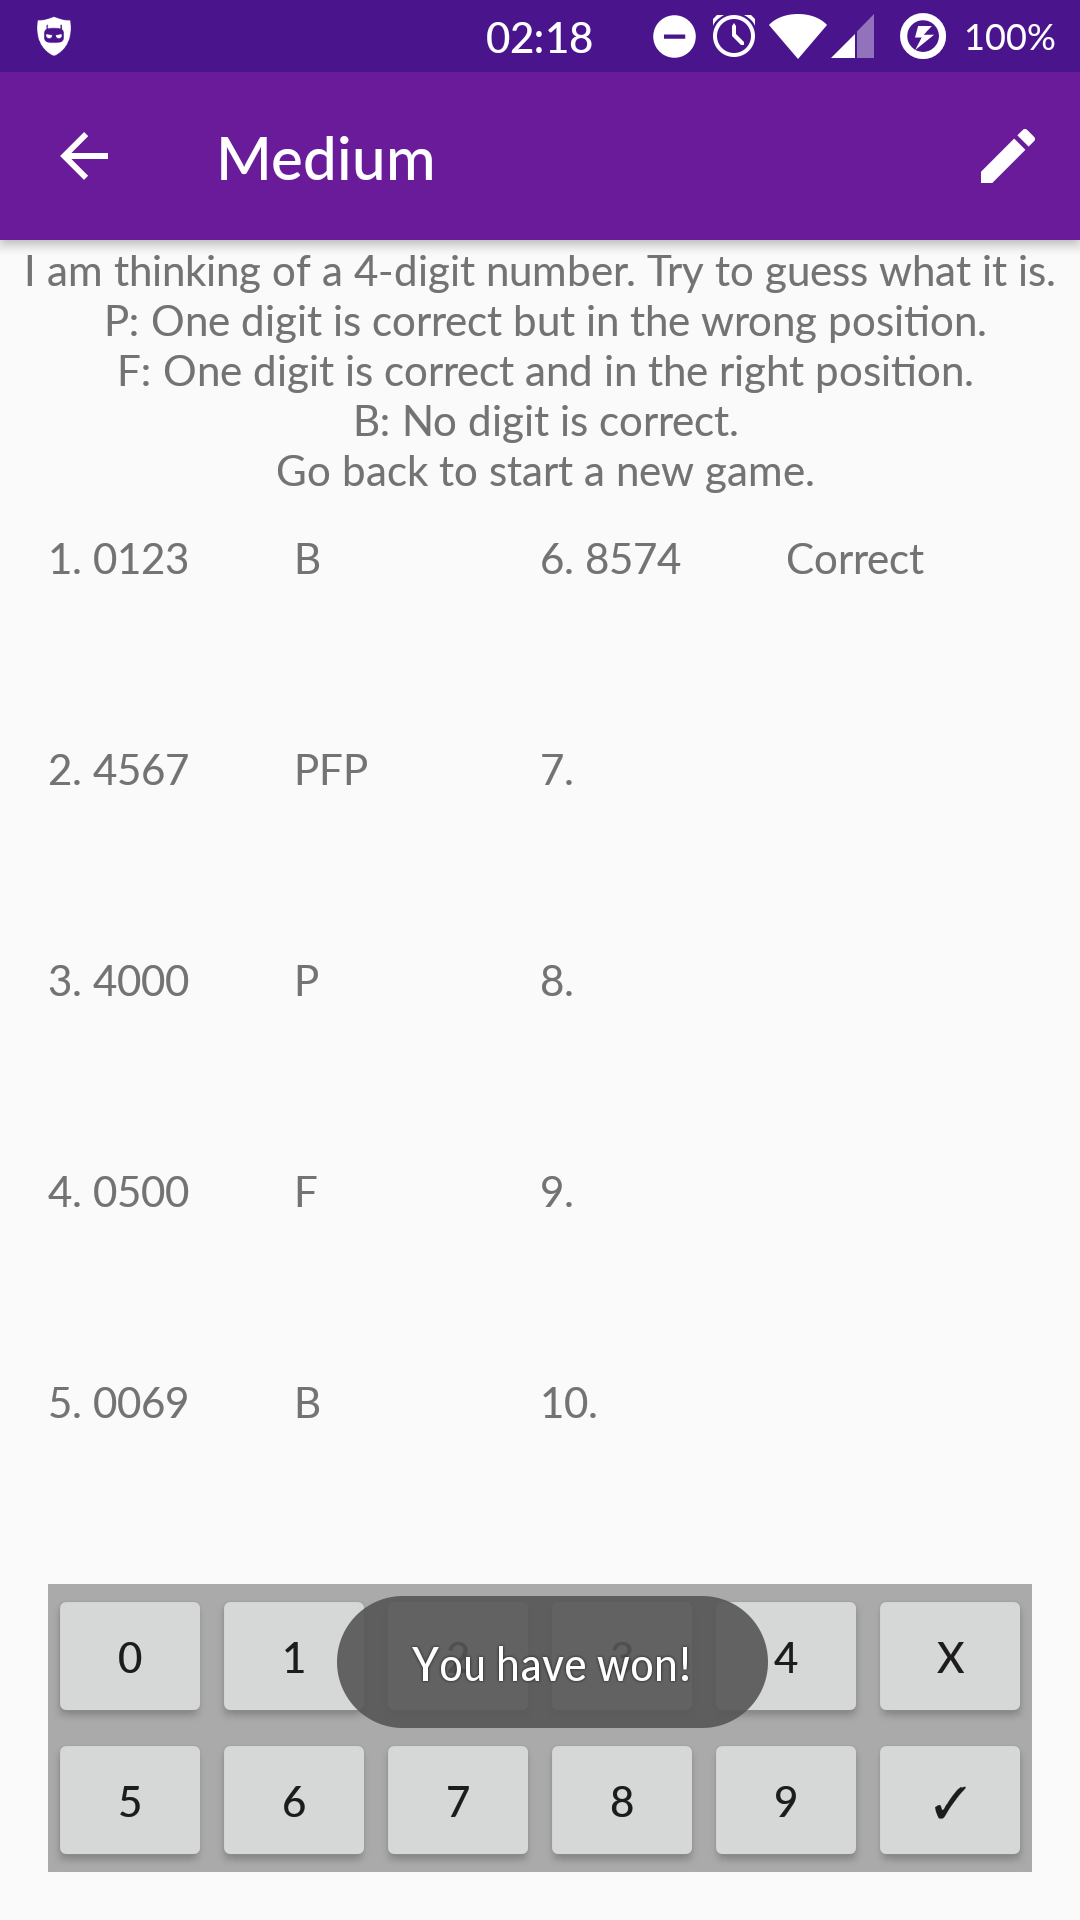 02:18 100%
Medium
I am thinking of a 4-digit number. Try to guess what it is.
P: One digit is correct but in the wrong position.
F: One digit is correct and in the right position.
B: No digit is correct.
Go back to start a new game.
1. 0123 B 6. 8574 Correct
2. 4567 PFP 7.
3. 4000 P 8.
4. 0500 F 9.
5. 0069 B 10.
0 1 2 3 4 X
You have won!
5 6 7 8 9 ✓